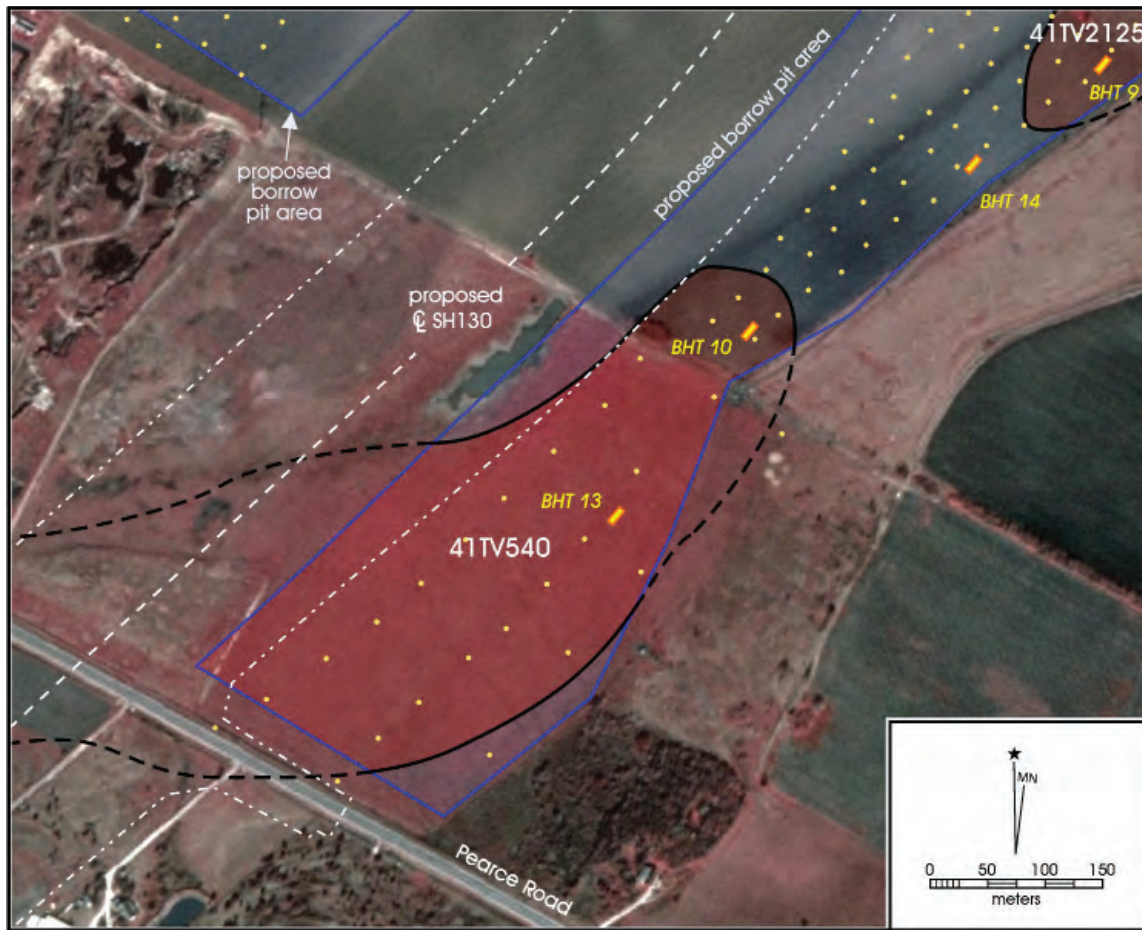 41TV2125
BHT 9
proposed
borrow
pit area
proposed borrow pit area
BHT 14
proposed
℄ SH130
BHT 10
BHT 13
41TV540
Pearce Road
MN
0 50 100 150
meters